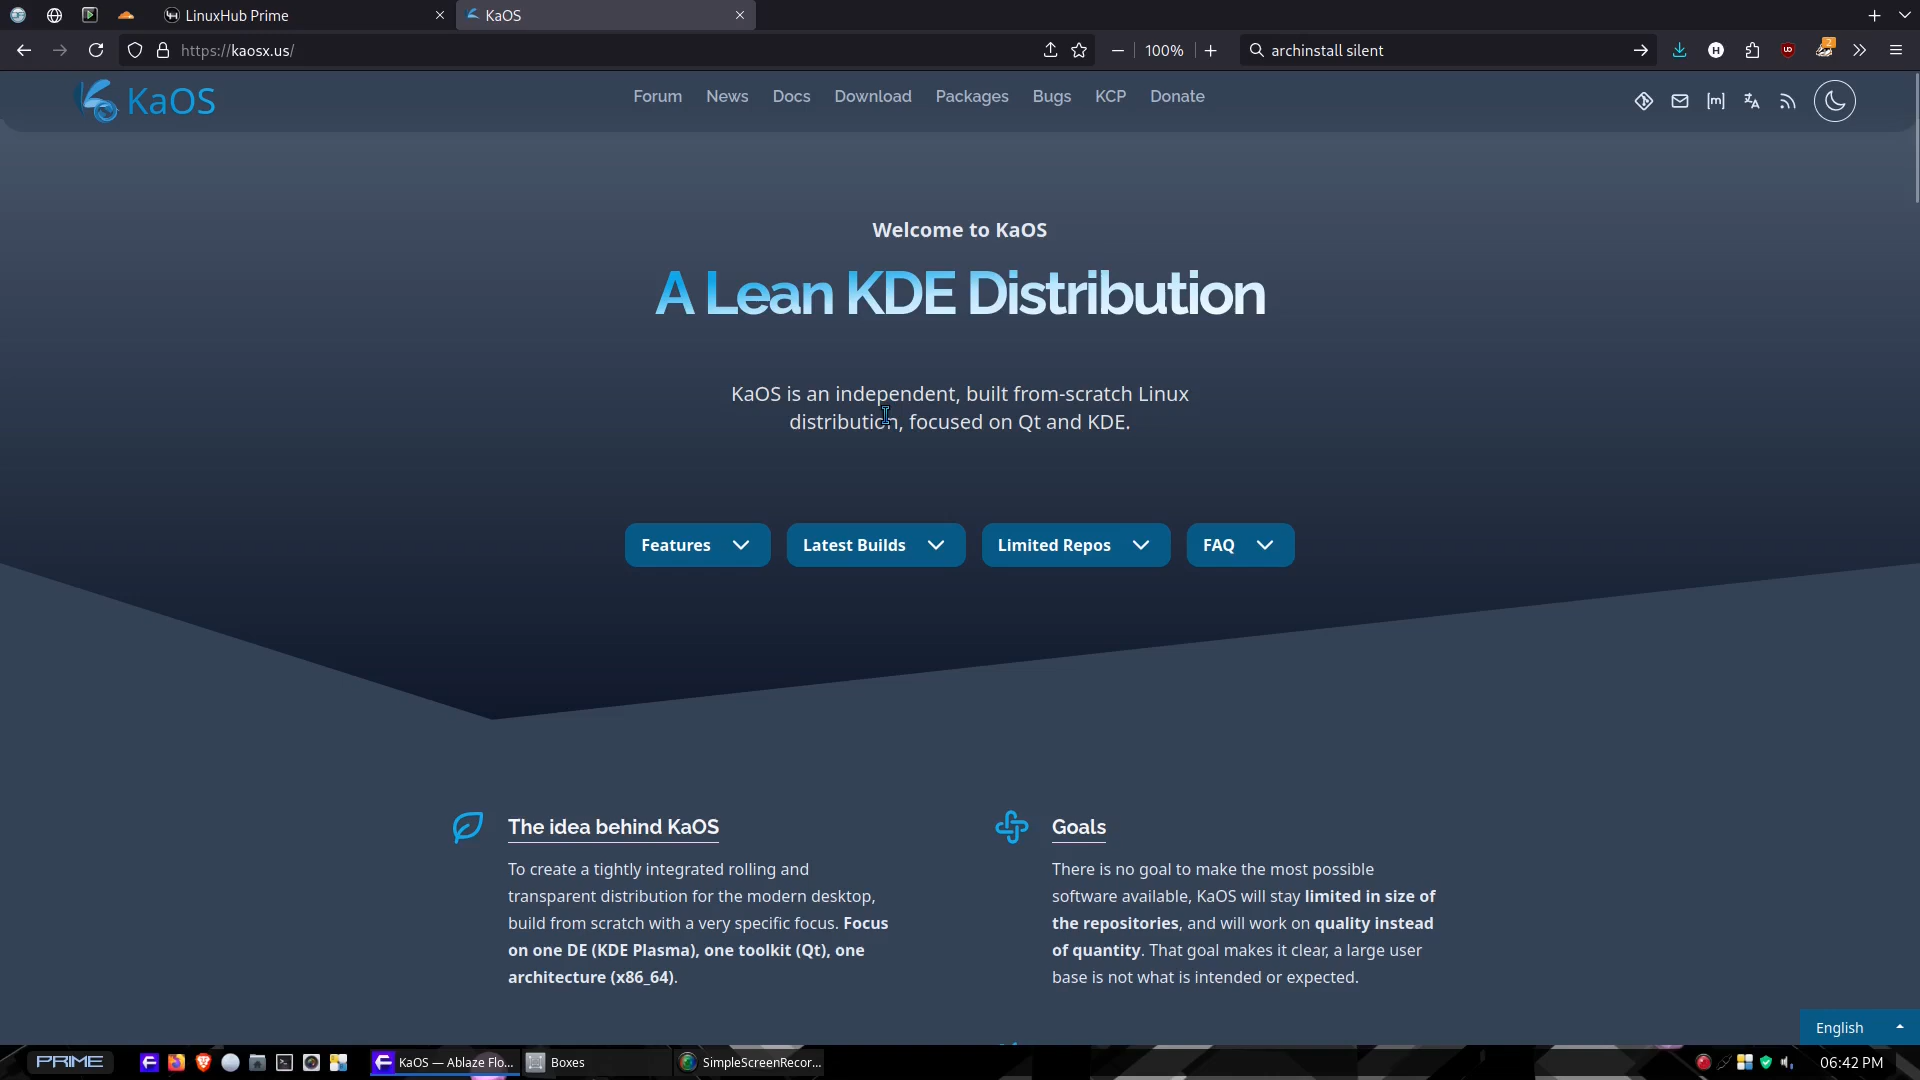 LinuxHub Prime
KaOS
https://kaosx.us/
100%
archinstall silent
H
UD
2
KaOS
Forum
News
Docs
Download
Packages
Bugs
KCP
Donate
[m]
Welcome to KaOS
A Lean KDE Distribution
KaOS is an independent, built from-scratch Linux
distribution, focused on Qt and KDE.
Features
Latest Builds
Limited Repos
FAQ
The idea behind KaOS
To create a tightly integrated rolling and
transparent distribution for the modern desktop,
build from scratch with a very specific focus. Focus
on one DE (KDE Plasma), one toolkit (Qt), one
architecture (x86_64).
Goals
There is no goal to make the most possible
software available, KaOS will stay limited in size of
the repositories, and will work on quality instead
of quantity. That goal makes it clear, a large user
base is not what is intended or expected.
English
PRIME
KaOS — Ablaze Flo...
Boxes
SimpleScreenRecor...
06:42 PM